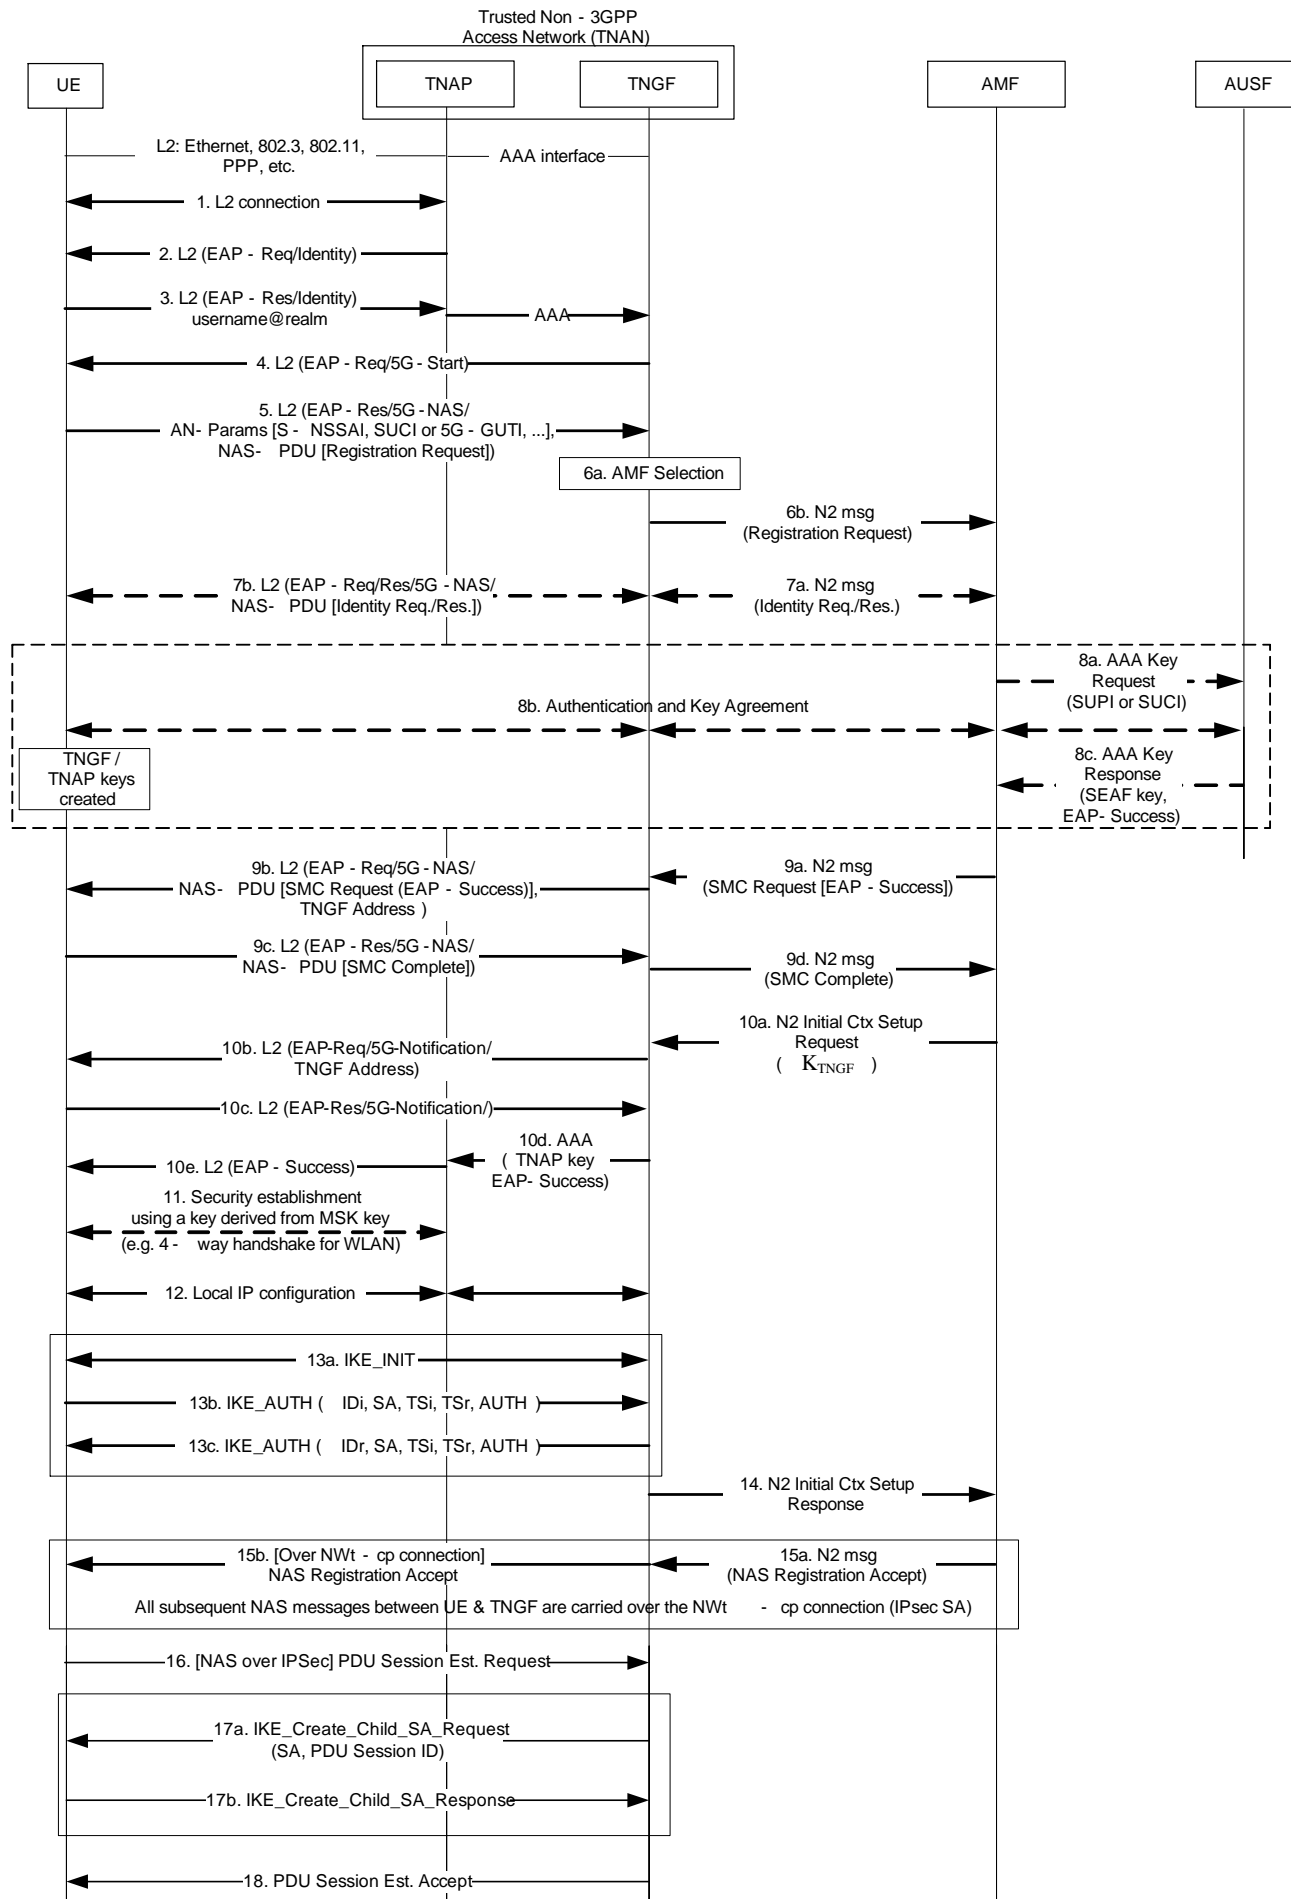 Trusted Non - 3GPP
Access Network (TNAN)
UE
TNAP
TNGF
AMF
AUSF
L2: Ethernet, 802.3, 802.11,
PPP, etc.
AAA interface
1. L2 connection
2. L2 (EAP - Req/Identity)
3. L2 (EAP - Res/Identity)
username@realm
AAA
4. L2 (EAP - Req/5G - Start)
5. L2 (EAP - Res/5G - NAS/
AN- Params [S - NSSAI, SUCI or 5G - GUTI, ...],
NAS- PDU [Registration Request])
6a. AMF Selection
6b. N2 msg
(Registration Request)
7b. L2 (EAP - Req/Res/5G - NAS/
NAS- PDU [Identity Req./Res.])
7a. N2 msg
(Identity Req./Res.)
8a. AAA Key
Request
(SUPI or SUCI)
8b. Authentication and Key Agreement
TNGF /
TNAP keys
created
8c. AAA Key
Response
(SEAF key,
EAP- Success)
9b. L2 (EAP - Req/5G - NAS/
NAS- PDU [SMC Request (EAP - Success)],
TNGF Address )
9a. N2 msg
(SMC Request [EAP - Success])
9c. L2 (EAP - Res/5G - NAS/
NAS- PDU [SMC Complete])
9d. N2 msg
(SMC Complete)
10a. N2 Initial Ctx Setup
Request
( KTNGF )
10b. L2 (EAP-Req/5G-Notification/
TNGF Address)
10c. L2 (EAP-Res/5G-Notification/)
10d. AAA
( TNAP key
EAP- Success)
10e. L2 (EAP - Success)
11. Security establishment
using a key derived from MSK key
(e.g. 4 - way handshake for WLAN)
12. Local IP configuration
13a. IKE_INIT
13b. IKE_AUTH ( IDi, SA, TSi, TSr, AUTH )
13c. IKE_AUTH ( IDr, SA, TSi, TSr, AUTH )
14. N2 Initial Ctx Setup
Response
15b. [Over NWt - cp connection]
NAS Registration Accept
15a. N2 msg
(NAS Registration Accept)
All subsequent NAS messages between UE & TNGF are carried over the NWt - cp connection (IPsec SA)
16. [NAS over IPSec] PDU Session Est. Request
17a. IKE_Create_Child_SA_Request
(SA, PDU Session ID)
17b. IKE_Create_Child_SA_Response
18. PDU Session Est. Accept